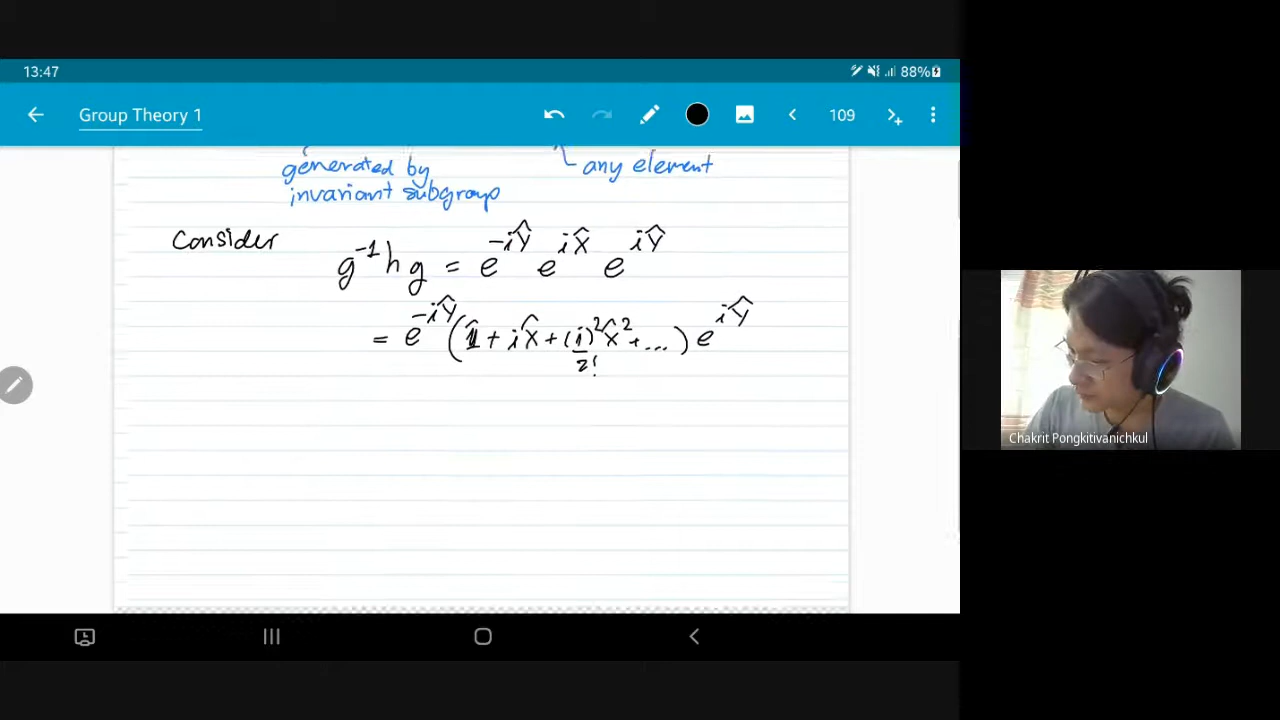 13:47
88%
Group Theory 1
109
generated by
invariant subgroup
any element
Consider
g⁻¹hg = e^{-iŶ} e^{iX̂} e^{iŶ}
= e^{-iŶ} (1̂ + iX̂ + (i)²X̂²/2! + ...) e^{iŶ}
Chakrit Pongkitivanichkul